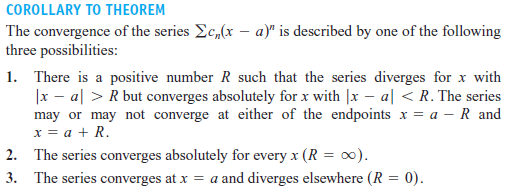 COROLLARY TO THEOREM
The convergence of the series Σcₙ(x − a)ⁿ is described by one of the following
three possibilities:
1. There is a positive number R such that the series diverges for x with
|x − a| > R but converges absolutely for x with |x − a| < R. The series
may or may not converge at either of the endpoints x = a − R and
x = a + R.
2. The series converges absolutely for every x (R = ∞).
3. The series converges at x = a and diverges elsewhere (R = 0).